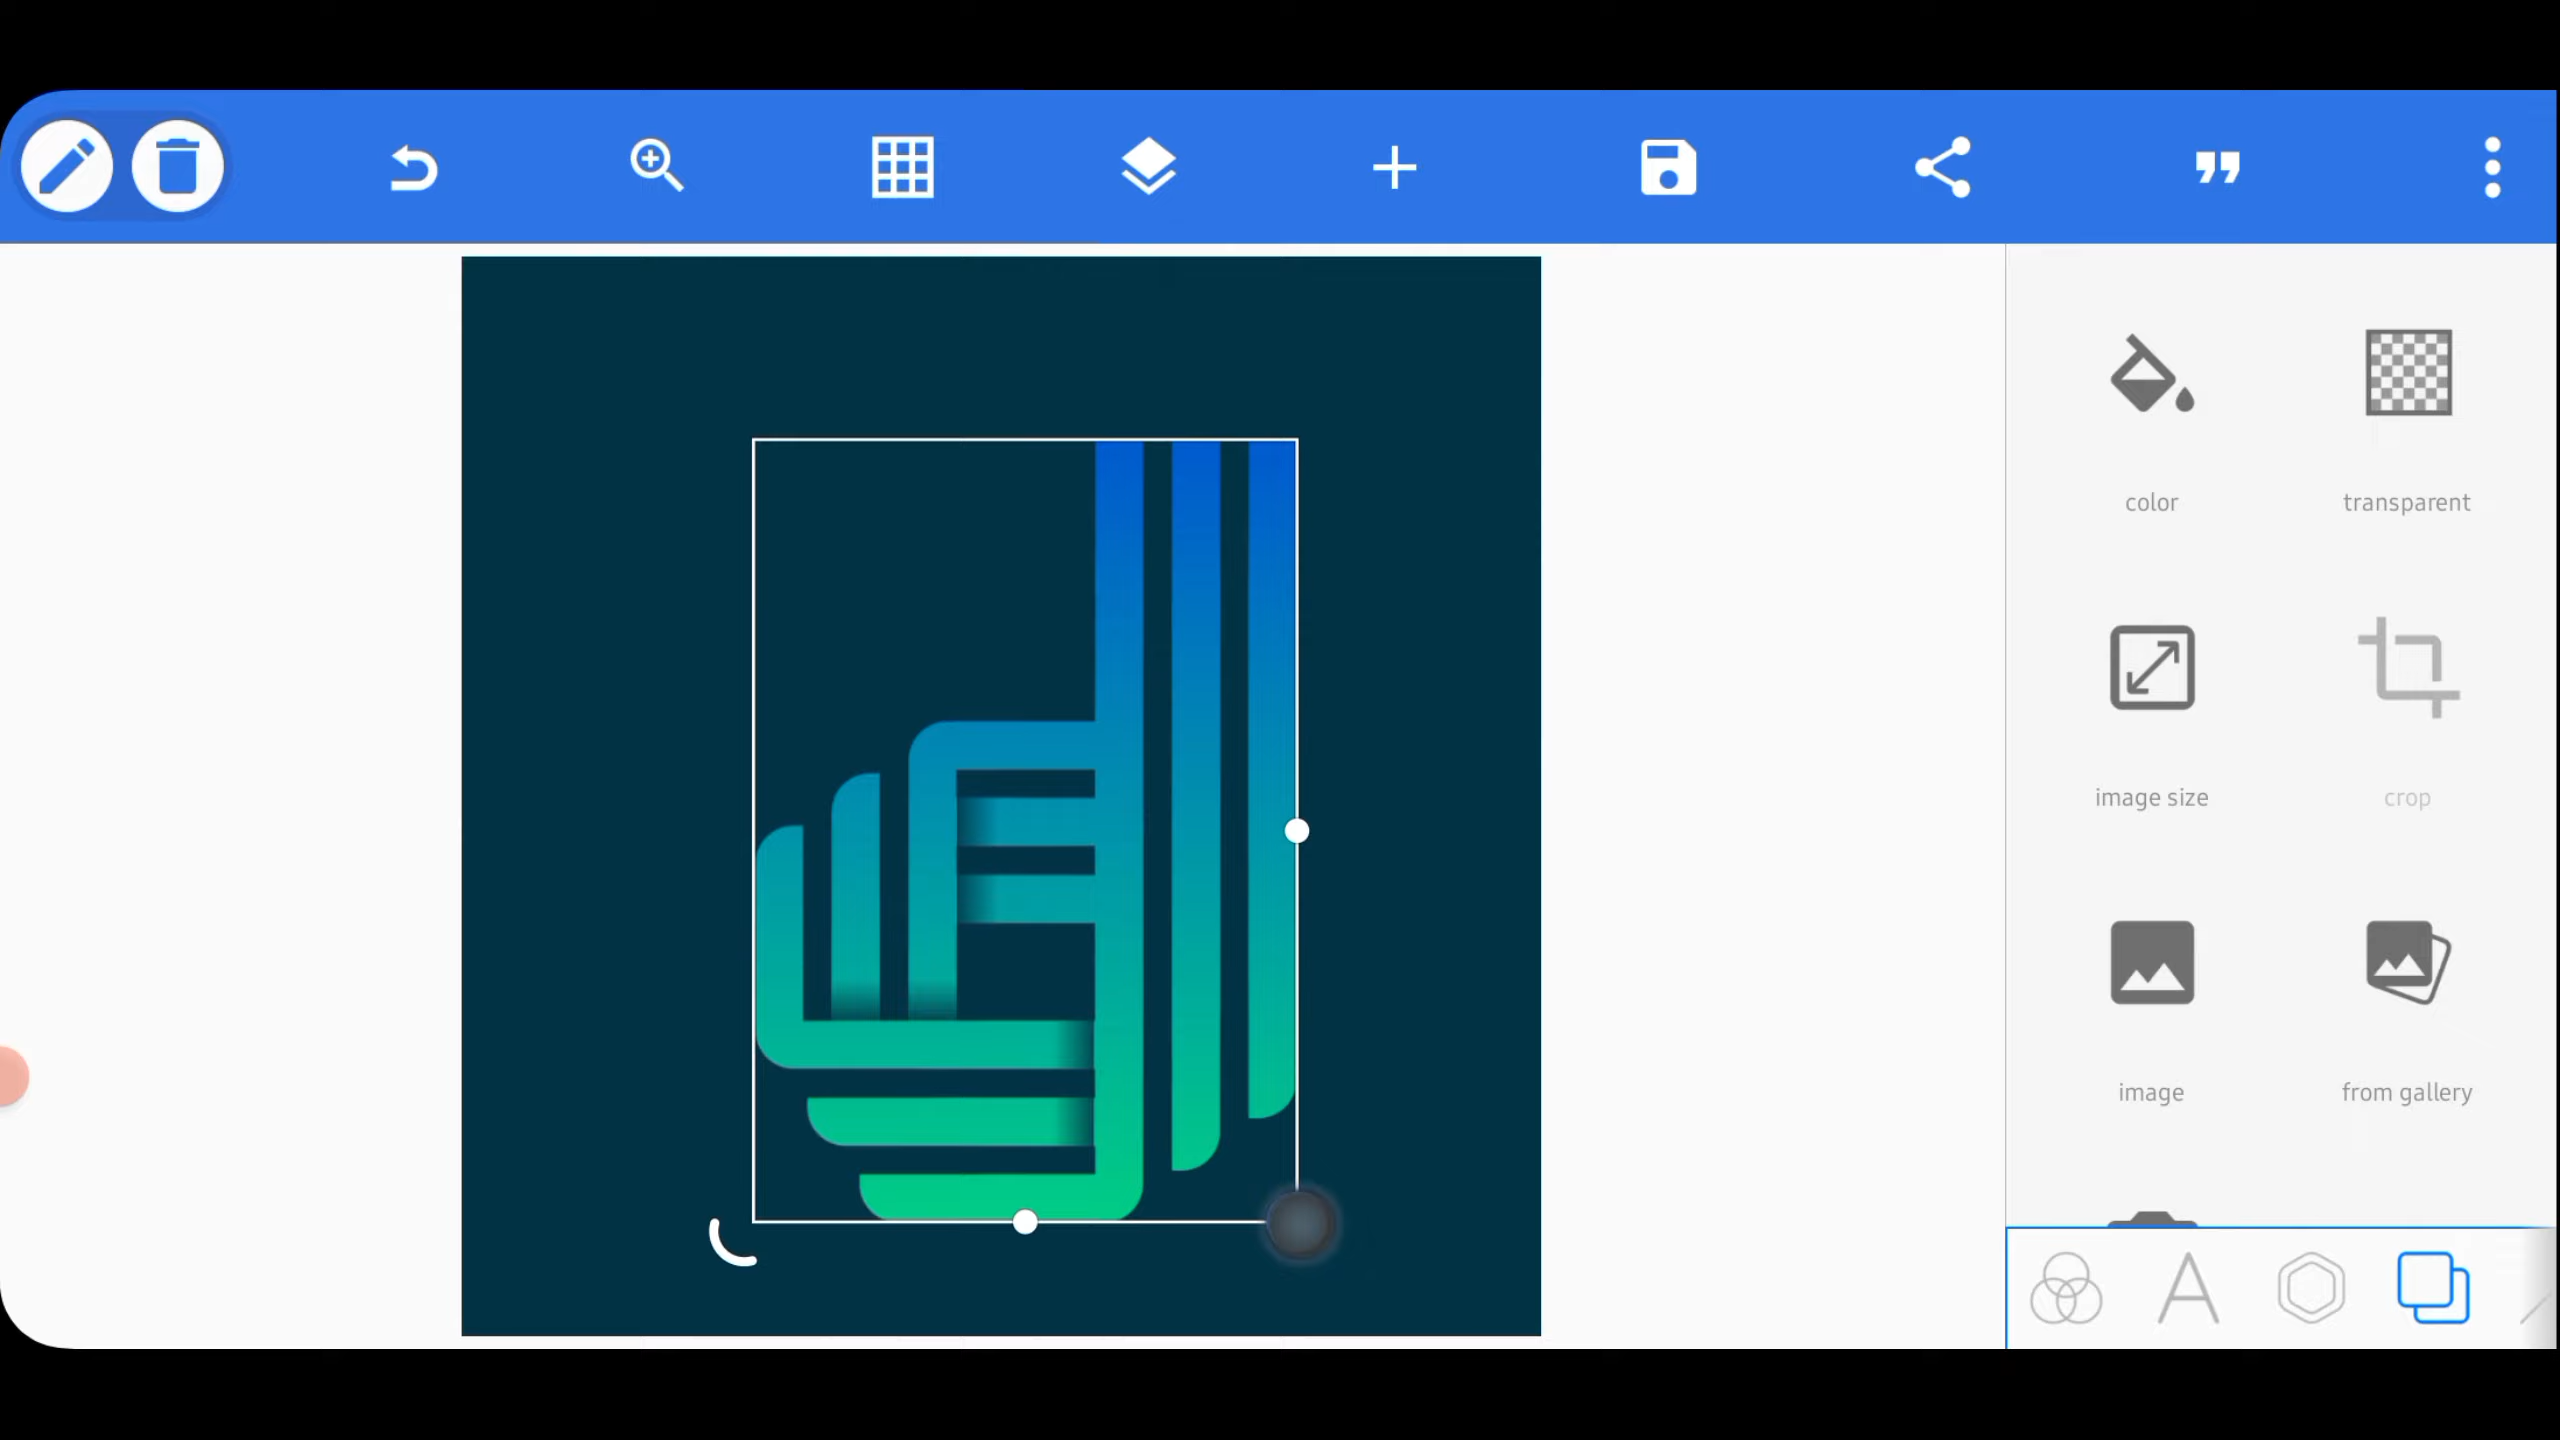 color
transparent
image size
crop
image
from gallery